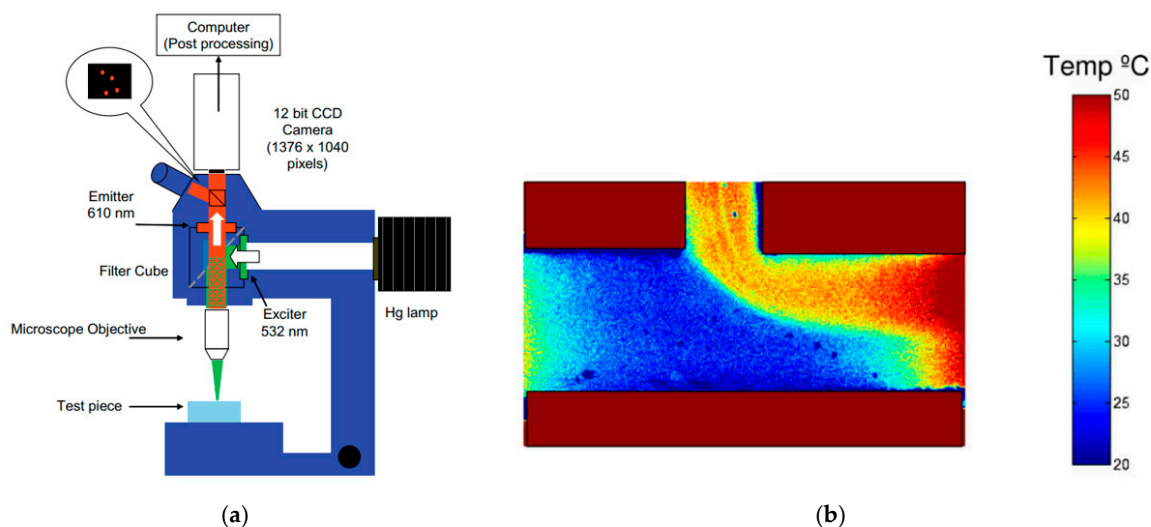 Computer
(Post processing)
12 bit CCD
Camera
(1376 x 1040
pixels)
Emitter
610 nm
Filter Cube
Exciter
532 nm
Hg lamp
Microscope Objective
Test piece
(a)
Temp ºC
50
45
40
35
30
25
20
(b)